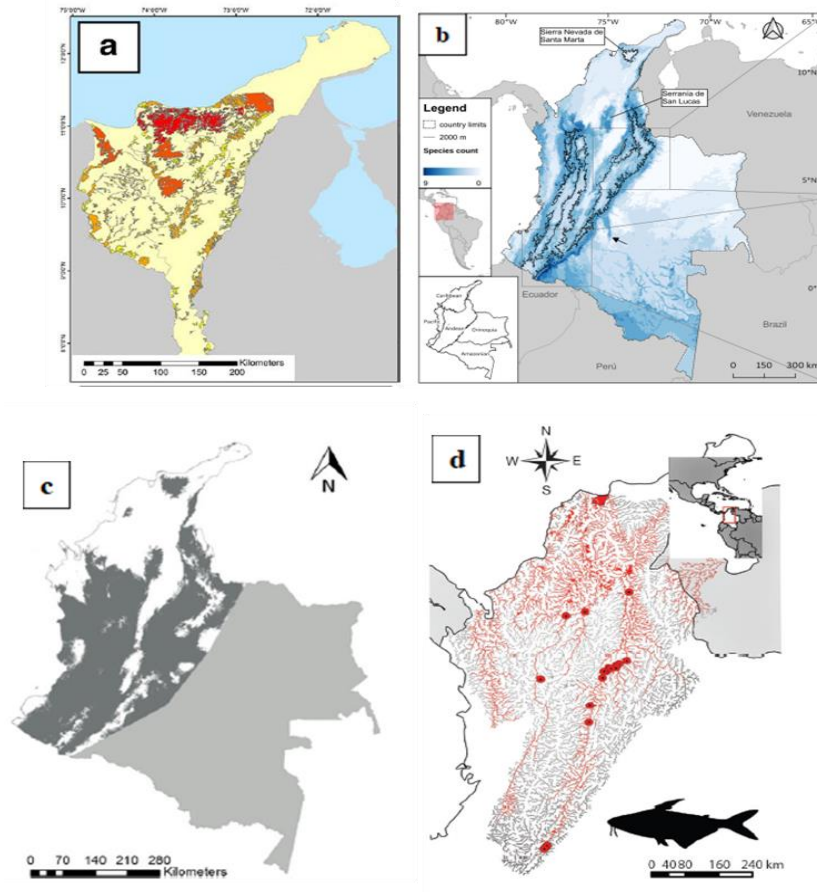 a
0 25 50 100 150 200
Kilometers
b
80°W 75°W 70°W 65°W
Sierra Nevada de
Santa Marta
10°N
Serranía de
San Lucas
Legend
country limits
2000 m
Species count
9 0
Venezuela
5°N
0°
Ecuador
Brazil
Perú
Caribbean
Pacific
Andean
Orinoquia
Amazonian
0 150 300 km
c
N
0 70 140 210 280
Kilometers
d
N
W E
S
0 40 80 160 240 km